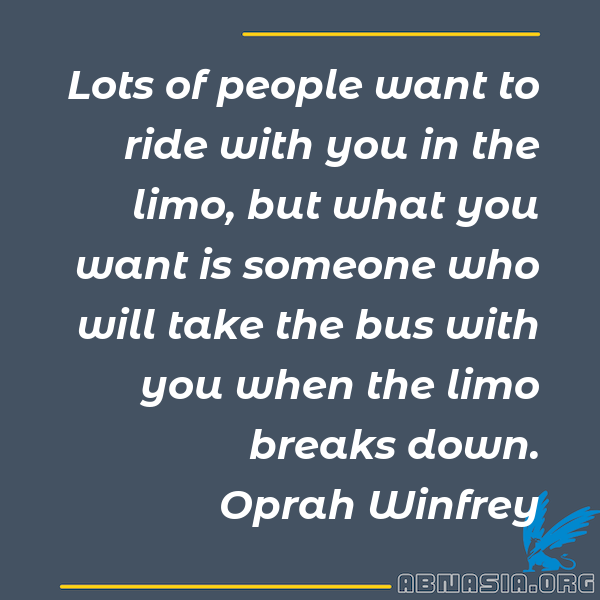 Lots of people want to
ride with you in the
limo, but what you
want is someone who
will take the bus with
you when the limo
breaks down.
Oprah Winfrey
ABNASIA.ORG